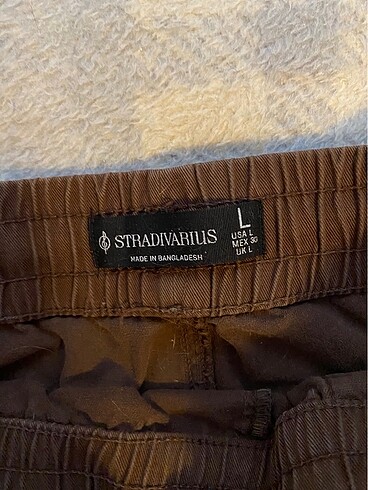 STRADIVARIUS
MADE IN BANGLADESH
L
USA L
MEX 30
UK L